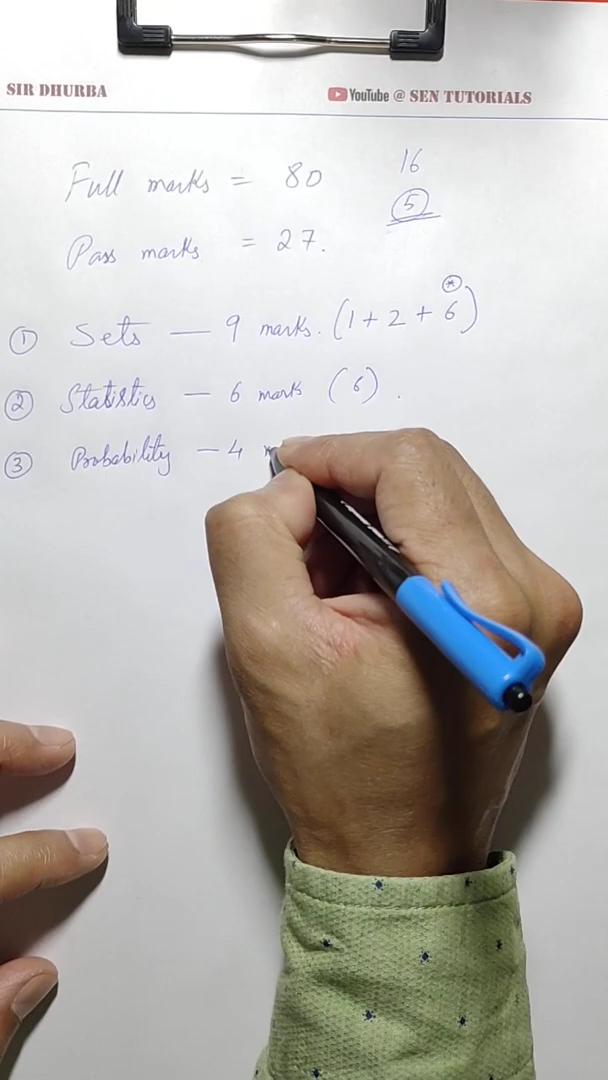 SIR DHURBA
YouTube @ SEN TUTORIALS
Full marks = 80
16
5
Pass marks = 27.
① Sets — 9 marks. (1 + 2 + 6*)
② Statistics — 6 marks (6).
③ Probability — 4